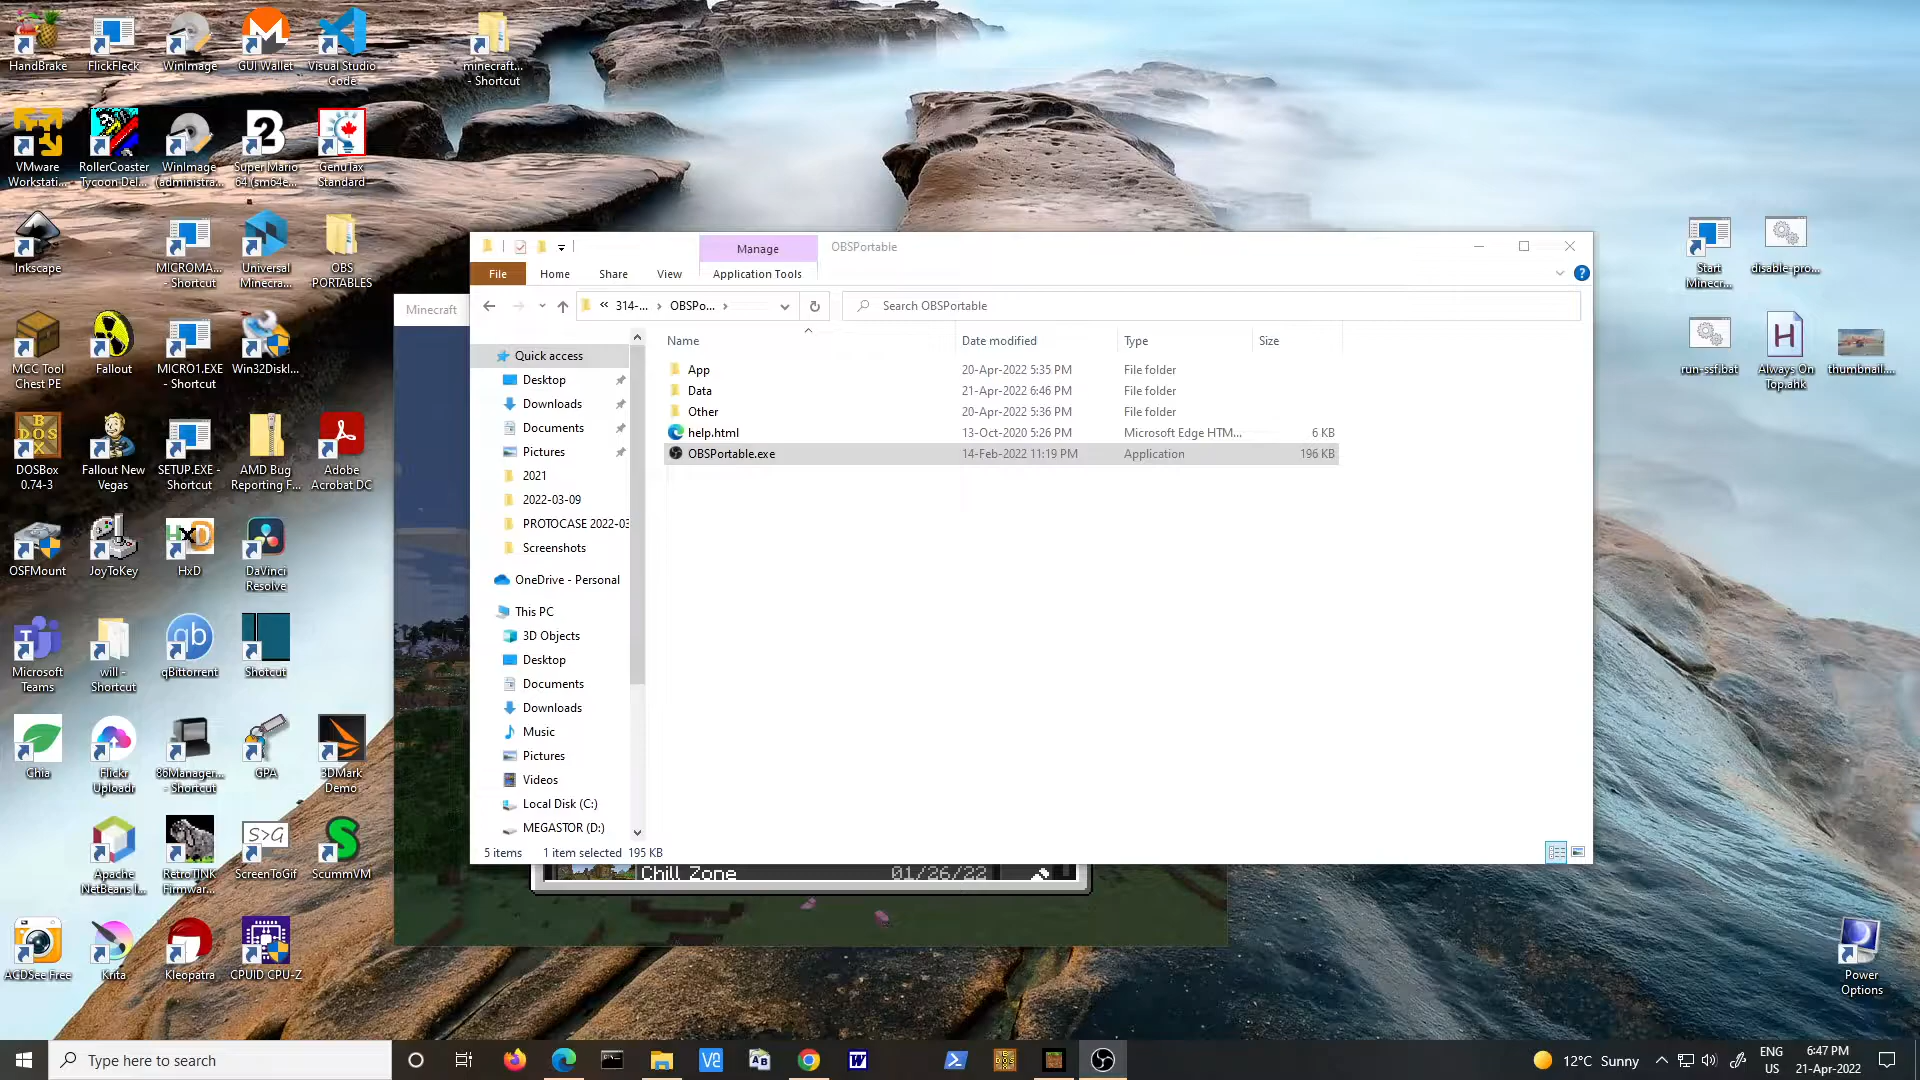 HandBrake
FlickFleck
WinImage
GUI Wallet
Visual Studio
Code
minecraft...
- Shortcut
VMware
Workstati...
RollerCoaster
Tycoon Del...
WinImage
(administra...
Super Mario
64 (sm64e...
GenuTax
Standard
Inkscape
MICROMA...
- Shortcut
Universal
Minecra...
OBS
PORTABLES
MCC Tool
Chest PE
Fallout
MICRO1.EXE
- Shortcut
Win32DiskI...
DOSBox
0.74-3
Fallout New
Vegas
SETUP.EXE -
Shortcut
AMD Bug
Reporting F...
Adobe
Acrobat DC
OSFMount
JoyToKey
HxD
DaVinci
Resolve
Microsoft
Teams
will -
Shortcut
qBittorrent
Shotcut
Chia
Flickr
Uploadr
86Manager...
- Shortcut
GPA
3DMark
Demo
Apache
NetBeans I...
RetroTINK
Firmwar...
S>G
ScreenToGif
ScummVM
ACDSee Free
Krita
Kleopatra
CPUID CPU-Z
Start
Minecr...
disable-pro...
run-ssf.bat
Always On
Top.ahk
thumbnail....
Power
Options
Minecraft
Manage
OBSPortable
File
Home
Share
View
Application Tools
« 314-... › OBSPo... ›
Search OBSPortable
Quick access
Desktop
Downloads
Documents
Pictures
2021
2022-03-09
PROTOCASE 2022-03
Screenshots
OneDrive - Personal
This PC
3D Objects
Desktop
Documents
Downloads
Music
Pictures
Videos
Local Disk (C:)
MEGASTOR (D:)
Name Date modified Type Size
App 20-Apr-2022 5:35 PM File folder
Data 21-Apr-2022 6:46 PM File folder
Other 20-Apr-2022 5:36 PM File folder
help.html 13-Oct-2020 5:26 PM Microsoft Edge HTM... 6 KB
OBSPortable.exe 14-Feb-2022 11:19 PM Application 196 KB
5 items 1 item selected 195 KB
Chill Zone 01/26/22
Type here to search
12°C Sunny
ENG
US
6:47 PM
21-Apr-2022